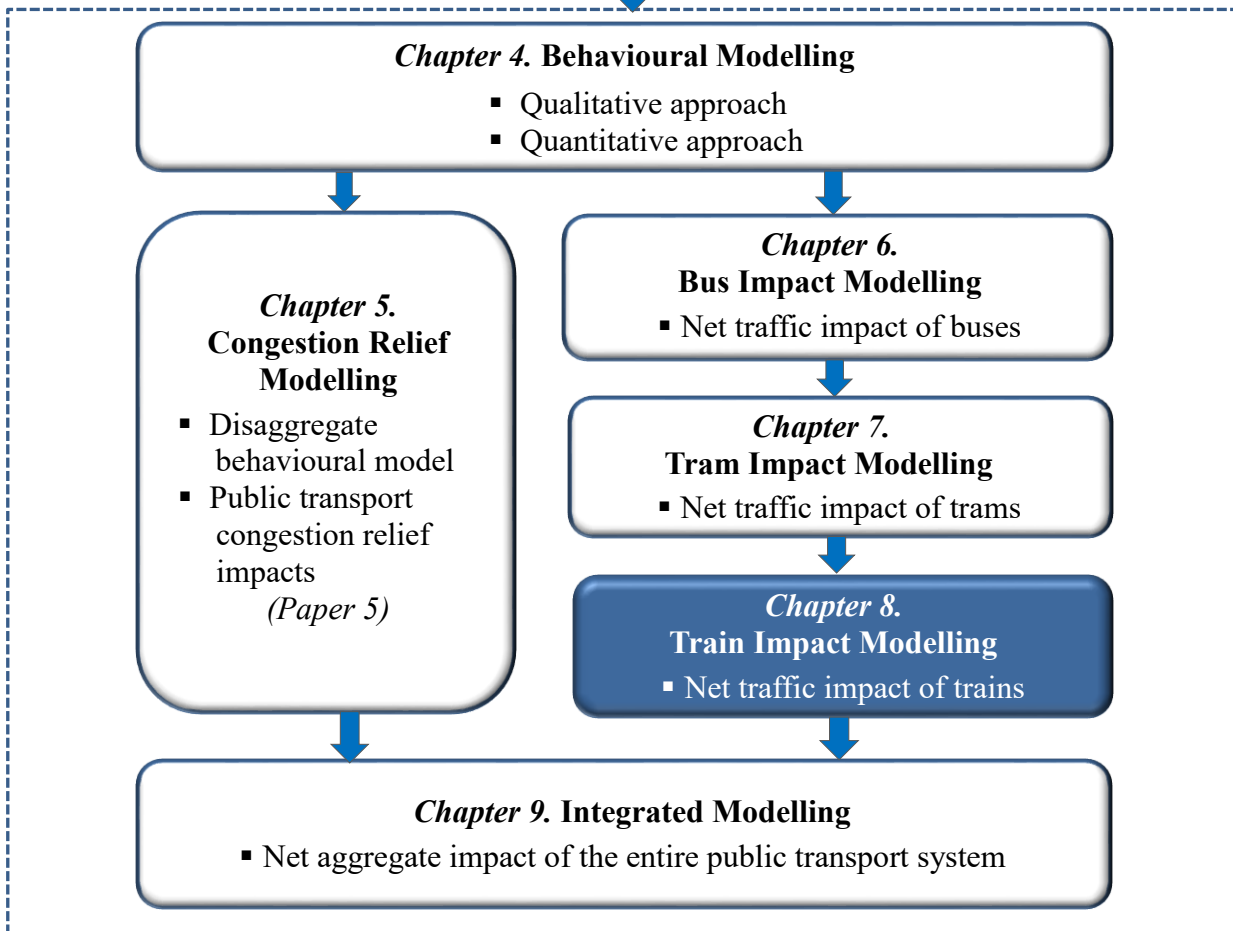 Chapter 4. Behavioural Modelling
▪ Qualitative approach
▪ Quantitative approach
Chapter 5.
Congestion Relief
Modelling
▪ Disaggregate
behavioural model
▪ Public transport
congestion relief
impacts
(Paper 5)
Chapter 6.
Bus Impact Modelling
▪ Net traffic impact of buses
Chapter 7.
Tram Impact Modelling
▪ Net traffic impact of trams
Chapter 8.
Train Impact Modelling
▪ Net traffic impact of trains
Chapter 9. Integrated Modelling
▪ Net aggregate impact of the entire public transport system